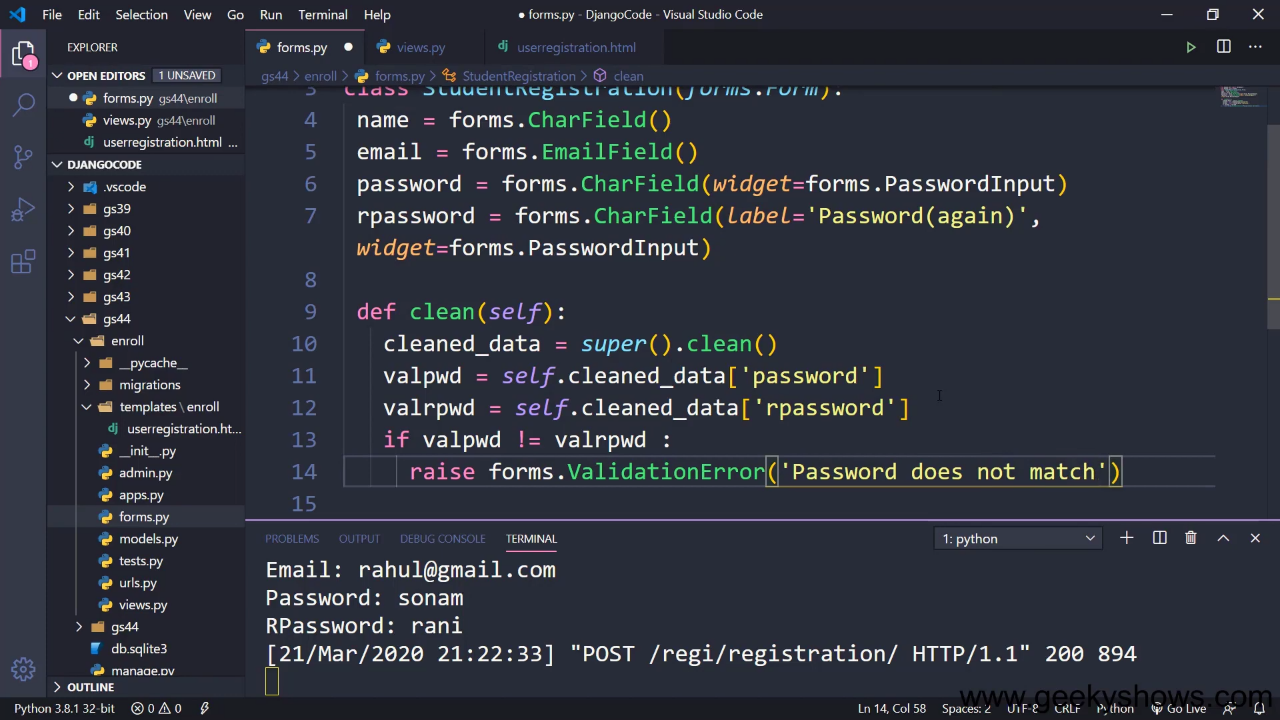 File Edit Selection View Go Run Terminal Help
● forms.py - DjangoCode - Visual Studio Code
EXPLORER
forms.py ● views.py userregistration.html
OPEN EDITORS 1 UNSAVED
gs44 › enroll › forms.py › StudentRegistration › clean
● forms.py gs44\enroll
views.py gs44\enroll
userregistration.html ...
DJANGOCODE
.vscode
gs39
gs40
gs41
gs42
gs43
gs44
enroll
__pycache__
migrations
templates \ enroll
userregistration.ht...
__init__.py
admin.py
apps.py
forms.py
models.py
tests.py
urls.py
views.py
gs44
db.sqlite3
manage.py
OUTLINE
3 class StudentRegistration(forms.Form):
4 name = forms.CharField()
5 email = forms.EmailField()
6 password = forms.CharField(widget=forms.PasswordInput)
7 rpassword = forms.CharField(label='Password(again)',
widget=forms.PasswordInput)
8
9 def clean(self):
10 cleaned_data = super().clean()
11 valpwd = self.cleaned_data['password']
12 valrpwd = self.cleaned_data['rpassword']
13 if valpwd != valrpwd :
14 raise forms.ValidationError('Password does not match')
15
PROBLEMS OUTPUT DEBUG CONSOLE TERMINAL 1: python
Email: rahul@gmail.com
Password: sonam
RPassword: rani
[21/Mar/2020 21:22:33] "POST /regi/registration/ HTTP/1.1" 200 894
www.geekyshows.com
Python 3.8.1 32-bit 0 0 Ln 14, Col 58 Spaces: 2 UTF-8 CRLF Python Go Live